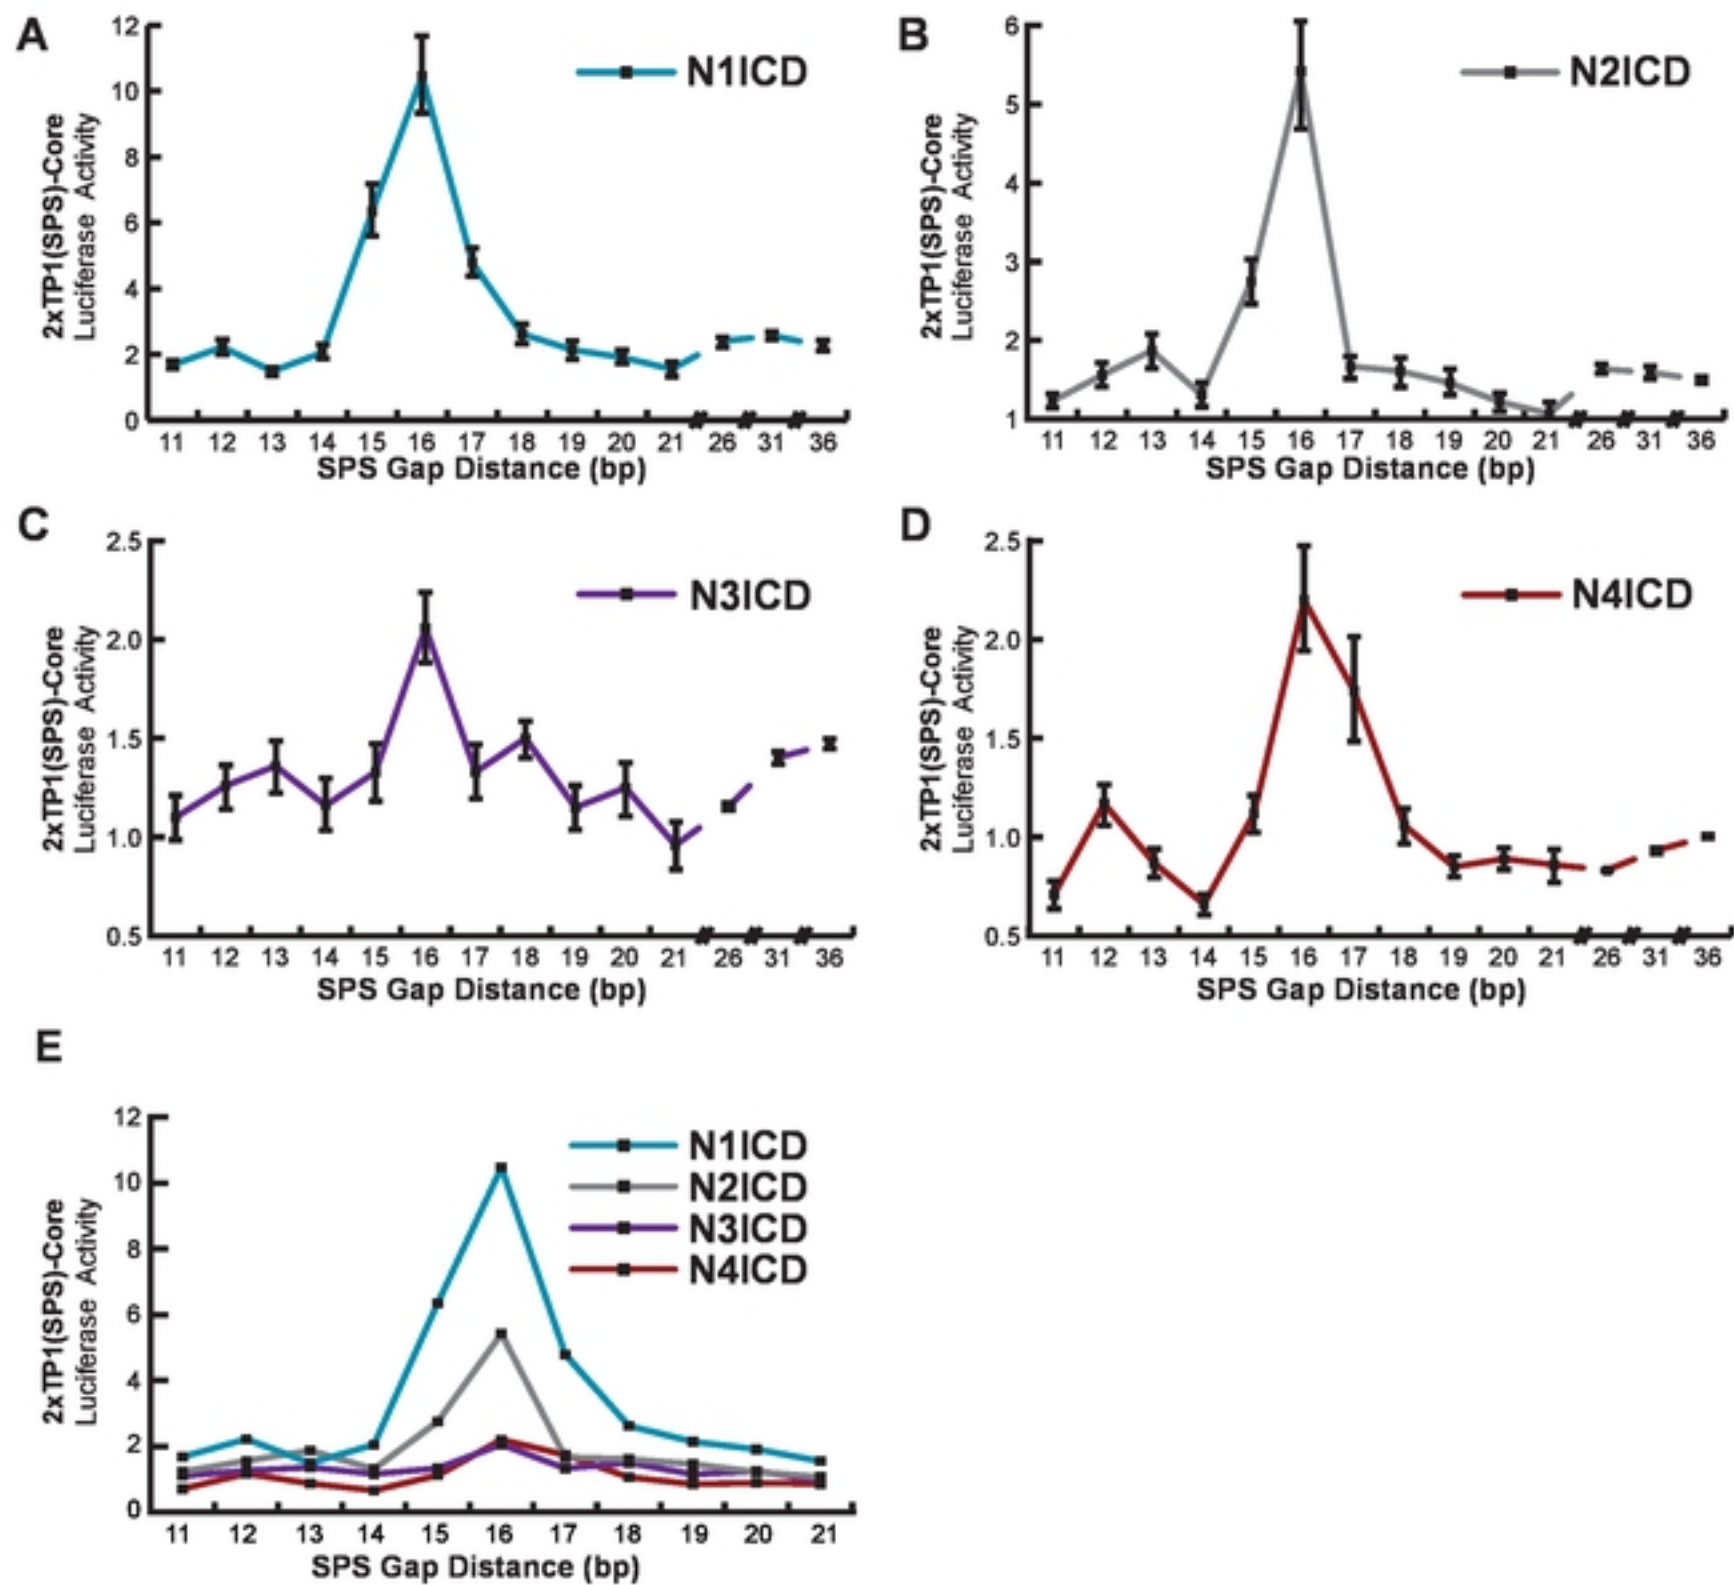 A
12
10
8
6
4
2
0
2xTP1(SPS)-Core
Luciferase Activity
N1ICD
11 12 13 14 15 16 17 18 19 20 21 26 31 36
SPS Gap Distance (bp)
B
6
5
4
3
2
1
2xTP1(SPS)-Core
Luciferase Activity
N2ICD
11 12 13 14 15 16 17 18 19 20 21 26 31 36
SPS Gap Distance (bp)
C
2.5
2.0
1.5
1.0
0.5
2xTP1(SPS)-Core
Luciferase Activity
N3ICD
11 12 13 14 15 16 17 18 19 20 21 26 31 36
SPS Gap Distance (bp)
D
2.5
2.0
1.5
1.0
0.5
2xTP1(SPS)-Core
Luciferase Activity
N4ICD
11 12 13 14 15 16 17 18 19 20 21 26 31 36
SPS Gap Distance (bp)
E
12
10
8
6
4
2
0
2xTP1(SPS)-Core
Luciferase Activity
N1ICD
N2ICD
N3ICD
N4ICD
11 12 13 14 15 16 17 18 19 20 21
SPS Gap Distance (bp)